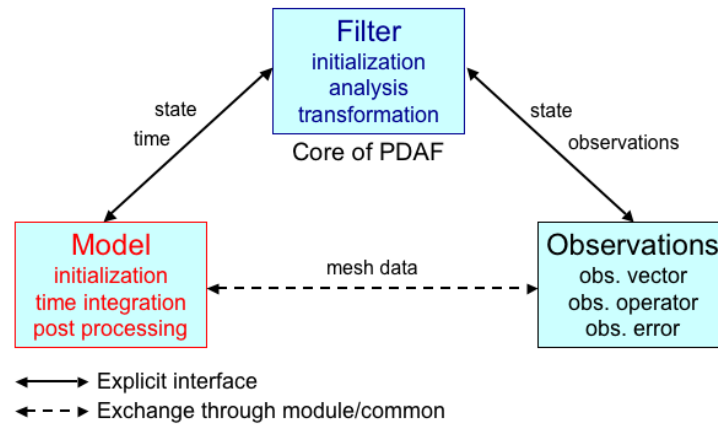 Filter
initialization
analysis
transformation
Core of PDAF
state
time
state
observations
Model
initialization
time integration
post processing
mesh data
Observations
obs. vector
obs. operator
obs. error
Explicit interface
Exchange through module/common